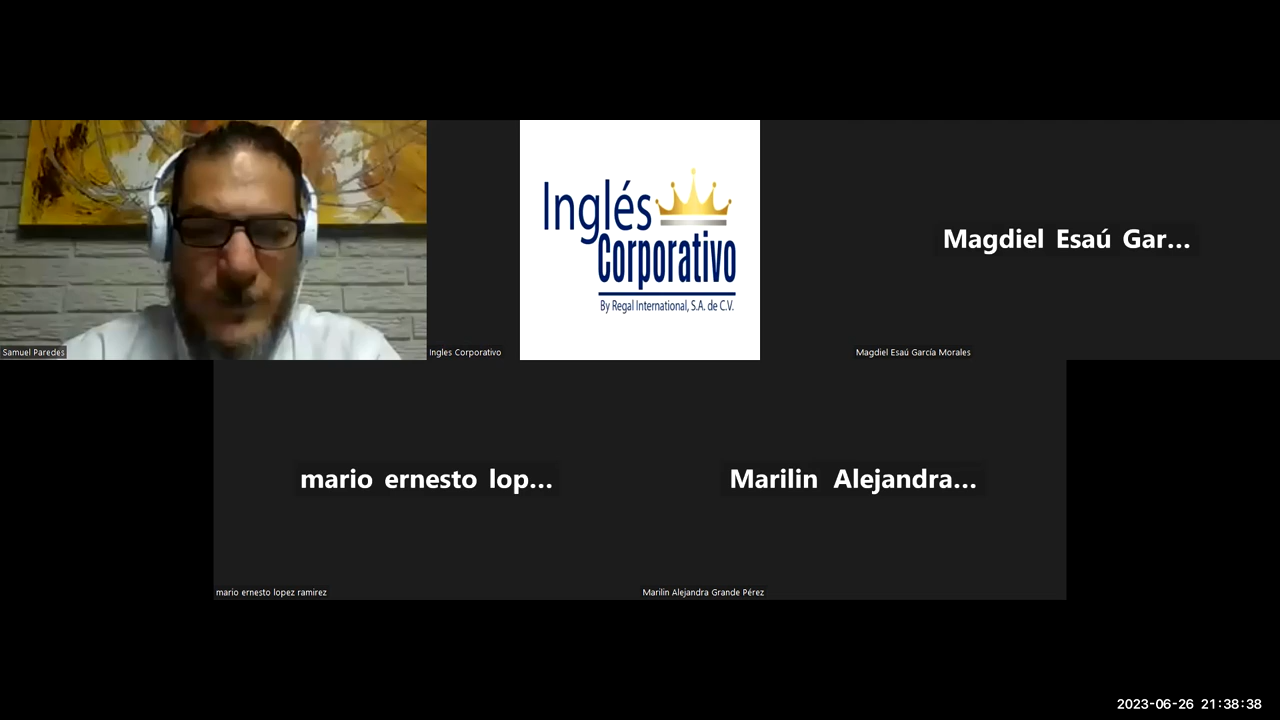 Inglés
Corporativo
By Regal International, S.A. de C.V.
Magdiel Esaú Gar...
Samuel Paredes
Ingles Corporativo
Magdiel Esaú García Morales
mario ernesto lop...
Marilin Alejandra...
mario ernesto lopez ramirez
Marilin Alejandra Grande Pérez
2023-06-26 21:38:38